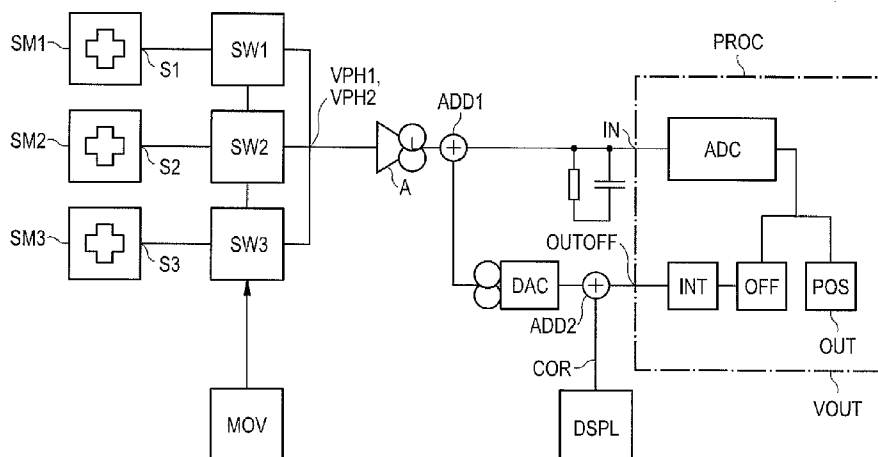 PROC
SM1
S1
SW1
VPH1,
VPH2
ADD1
IN
ADC
SM2
S2
SW2
A
SM3
S3
SW3
OUTOFF
DAC
ADD2
INT
OFF
POS
OUT
COR
VOUT
MOV
DSPL